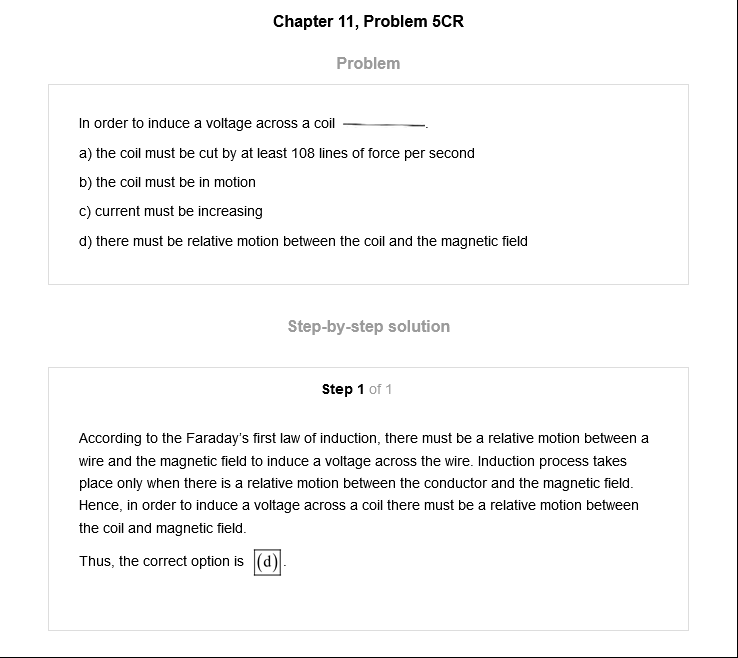 Chapter 11, Problem 5CR
Problem
In order to induce a voltage across a coil ________.
a) the coil must be cut by at least 108 lines of force per second
b) the coil must be in motion
c) current must be increasing
d) there must be relative motion between the coil and the magnetic field
Step-by-step solution
Step 1 of 1
According to the Faraday's first law of induction, there must be a relative motion between a
wire and the magnetic field to induce a voltage across the wire. Induction process takes
place only when there is a relative motion between the conductor and the magnetic field.
Hence, in order to induce a voltage across a coil there must be a relative motion between
the coil and magnetic field.
Thus, the correct option is (d).